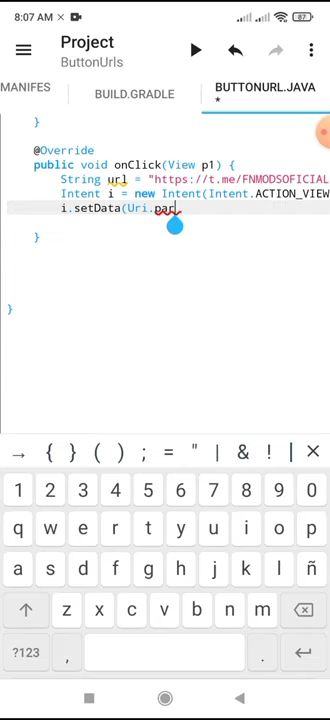 8:07 AM
87
Project
ButtonUrls
MANIFES
BUILD.GRADLE
BUTTONURL.JAVA
*
}
@Override
public void onClick(View p1) {
String url = "https://t.me/FNMODSOFICIAL
Intent i = new Intent(Intent.ACTION_VIEW
i.setData(Uri.par
}
}
→ { } ( ) ; = " | & ! |
1 2 3 4 5 6 7 8 9 0
q w e r t y u i o p
a s d f g h j k l ñ
z x c v b n m
?123 , .